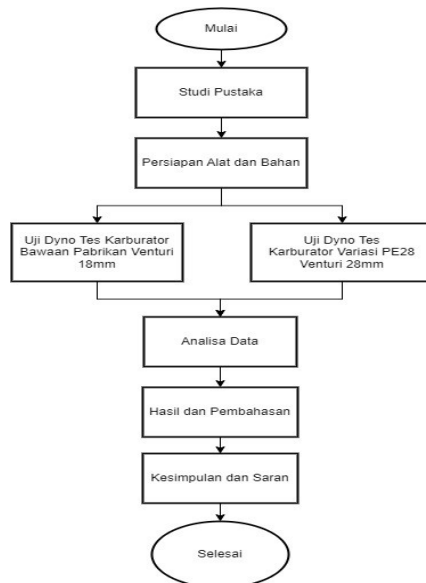 Mulai
Studi Pustaka
Persiapan Alat dan Bahan
Uji Dyno Tes Karburator
Bawaan Pabrikan Venturi
18mm
Uji Dyno Tes
Karburator Variasi PE28
Venturi 28mm
Analisa Data
Hasil dan Pembahasan
Kesimpulan dan Saran
Selesai